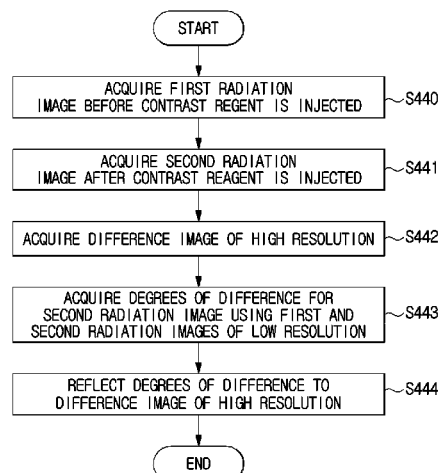 START
ACQUIRE FIRST RADIATION
IMAGE BEFORE CONTRAST REGENT IS INJECTED
S440
ACQUIRE SECOND RADIATION
IMAGE AFTER CONTRAST REAGENT IS INJECTED
S441
ACQUIRE DIFFERENCE IMAGE OF HIGH RESOLUTION
S442
ACQUIRE DEGREES OF DIFFERENCE FOR
SECOND RADIATION IMAGE USING FIRST AND
SECOND RADIATION IMAGES OF LOW RESOLUTION
S443
REFLECT DEGREES OF DIFFERENCE TO
DIFFERENCE IMAGE OF HIGH RESOLUTION
S444
END